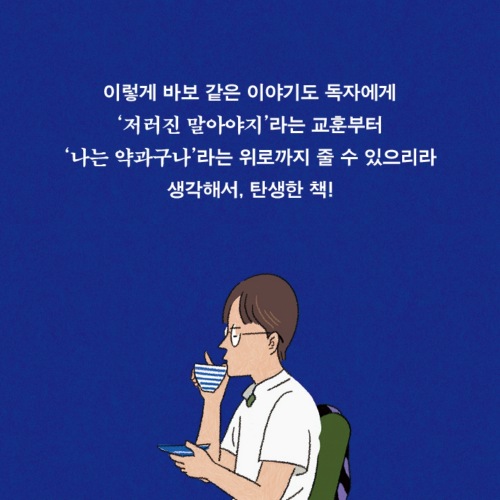 이렇게 바보 같은 이야기도 독자에게
‘저러진 말아야지’라는 교훈부터
‘나는 약과구나’라는 위로까지 줄 수 있으리라
생각해서, 탄생한 책!